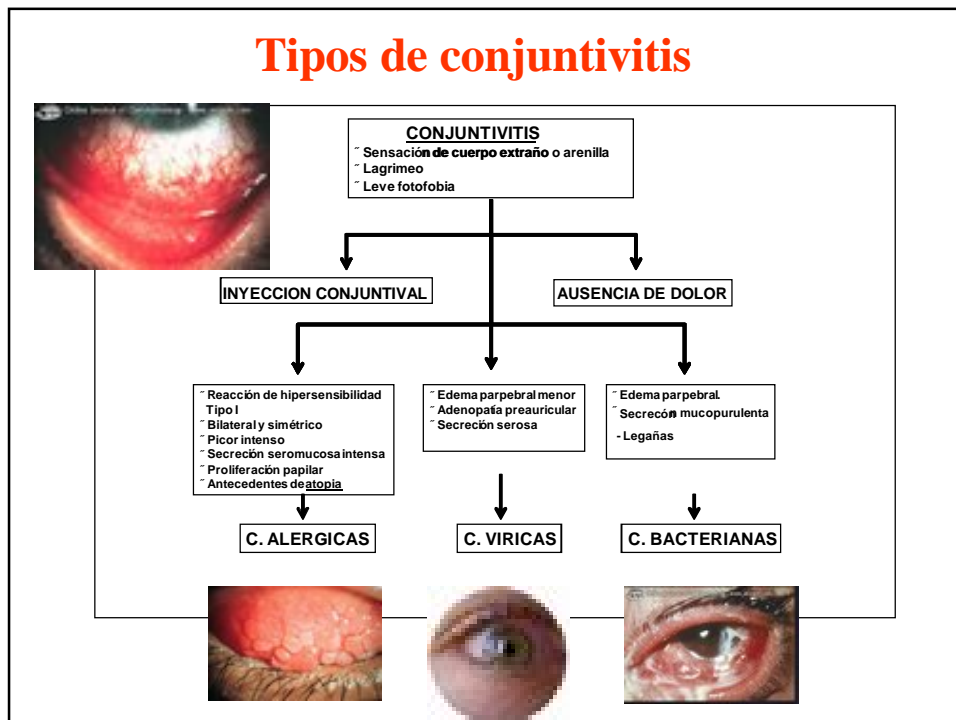 Tipos de conjuntivitis
CONJUNTIVITIS
˝ Sensación de cuerpo extraño o arenilla
˝ Lagrimeo
˝ Leve fotofobia
INYECCION CONJUNTIVAL
AUSENCIA DE DOLOR
˝ Reacción de hipersensibilidad
Tipo I
˝ Bilateral y simétrico
˝ Picor intenso
˝ Secreción seromucosa intensa
˝ Proliferación papilar
˝ Antecedentes de atopia
˝ Edema parpebral menor
˝ Adenopatía preauricular
˝ Secreción serosa
˝ Edema parpebral.
˝ Secreción mucopurulenta
- Legañas
C. ALERGICAS
C. VIRICAS
C. BACTERIANAS